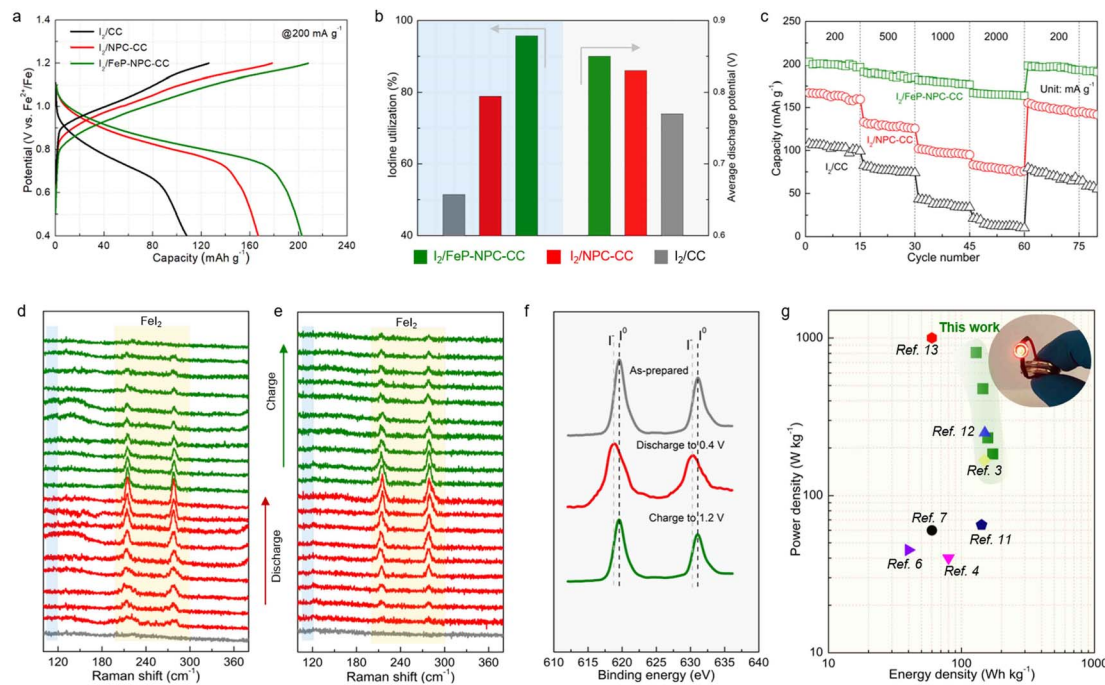 a
I₂/CC
I₂/NPC-CC
I₂/FeP-NPC-CC
@200 mA g⁻¹
Potential (V vs. Fe²⁺/Fe)
1.4
1.2
1.0
0.8
0.6
0.4
0 40 80 120 160 200 240
Capacity (mAh g⁻¹)
b
Iodine utilization (%)
100
80
60
40
Average discharge potential (V)
0.9
0.8
0.7
0.6
I₂/FeP-NPC-CC I₂/NPC-CC I₂/CC
c
200 500 1000 2000 200
Unit: mA g⁻¹
I₂/FeP-NPC-CC
I₂/NPC-CC
I₂/CC
Capacity (mAh g⁻¹)
250
200
150
100
50
0
0 15 30 45 60 75
Cycle number
d
FeI₂
120 180 240 300 360
Raman shift (cm⁻¹)
Charge
Discharge
e
FeI₂
120 180 240 300 360
Raman shift (cm⁻¹)
f
I⁻ I⁰ I⁻ I⁰
As-prepared
Discharge to 0.4 V
Charge to 1.2 V
610 615 620 625 630 635 640
Binding energy (eV)
g
This work
Ref. 13
Ref. 12
Ref. 3
Ref. 7
Ref. 11
Ref. 6
Ref. 4
Power density (W kg⁻¹)
1000
100
10
10 100 1000
Energy density (Wh kg⁻¹)